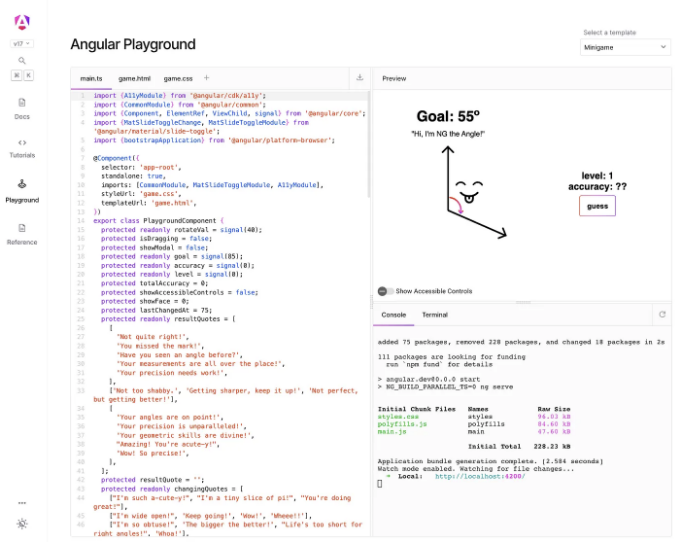 v17
⌘ K
Docs
Tutorials
Playground
Reference
Angular Playground
Select a template
Minigame
main.ts game.html game.css +
1 import {A11yModule} from '@angular/cdk/a11y';
2 import {CommonModule} from '@angular/common';
3 import {Component, ElementRef, ViewChild, signal} from '@angular/core';
4 import {MatSlideToggleChange, MatSlideToggleModule} from
'@angular/material/slide-toggle';
5 import {bootstrapApplication} from '@angular/platform-browser';
6
7 @Component({
8 selector: 'app-root',
9 standalone: true,
10 imports: [CommonModule, MatSlideToggleModule, A11yModule],
11 styleUrl: 'game.css',
12 templateUrl: 'game.html',
13 })
14 export class PlaygroundComponent {
15 protected readonly rotateVal = signal(40);
16 protected isDragging = false;
17 protected showModal = false;
18 protected readonly goal = signal(85);
19 protected readonly accuracy = signal(0);
20 protected readonly level = signal(0);
21 protected totalAccuracy = 0;
22 protected showAccessibleControls = false;
23 protected showFace = 0;
24 protected lastChangedAt = 75;
25 protected readonly resultQuotes = [
26 [
27 'Not quite right!',
28 'You missed the mark!',
29 'Have you seen an angle before?',
30 'Your measurements are all over the place!',
31 'Your precision needs work!',
32 ],
33 ['Not too shabby.', 'Getting sharper, keep it up!', 'Not perfect,
but getting better!'],
34 [
35 'Your angles are on point!',
36 'Your precision is unparalleled!',
37 'Your geometric skills are divine!',
38 "Amazing! You're acute-y!",
39 'Wow! So precise!',
40 ],
41 ];
42 protected resultQuote = '';
43 protected readonly changingQuotes = [
44 ["I'm such a-cute-y!", "I'm a tiny slice of pi!", "You're doing
great!"],
45 ["I'm wide open!", 'Keep going!', 'Wow!', 'Wheee!!'],
46 ["I'm so obtuse!", 'The bigger the better!', "Life's too short for
right angles!", 'Whoa!'],
Preview
Goal: 55º
"Hi, I'm NG the Angle!"
level: 1
accuracy: ??
guess
Show Accessible Controls
Console Terminal
added 75 packages, removed 228 packages, and changed 18 packages in 2s
111 packages are looking for funding
run `npm fund` for details
> angular.dev@0.0.0 start
> NG_BUILD_PARALLEL_TS=0 ng serve
Initial Chunk Files Names Raw Size
styles.css styles 96.03 kB
polyfills.js polyfills 84.60 kB
main.js main 47.60 kB
Initial Total 228.23 kB
Application bundle generation complete. [2.584 seconds]
Watch mode enabled. Watching for file changes...
➜ Local: http://localhost:4200/